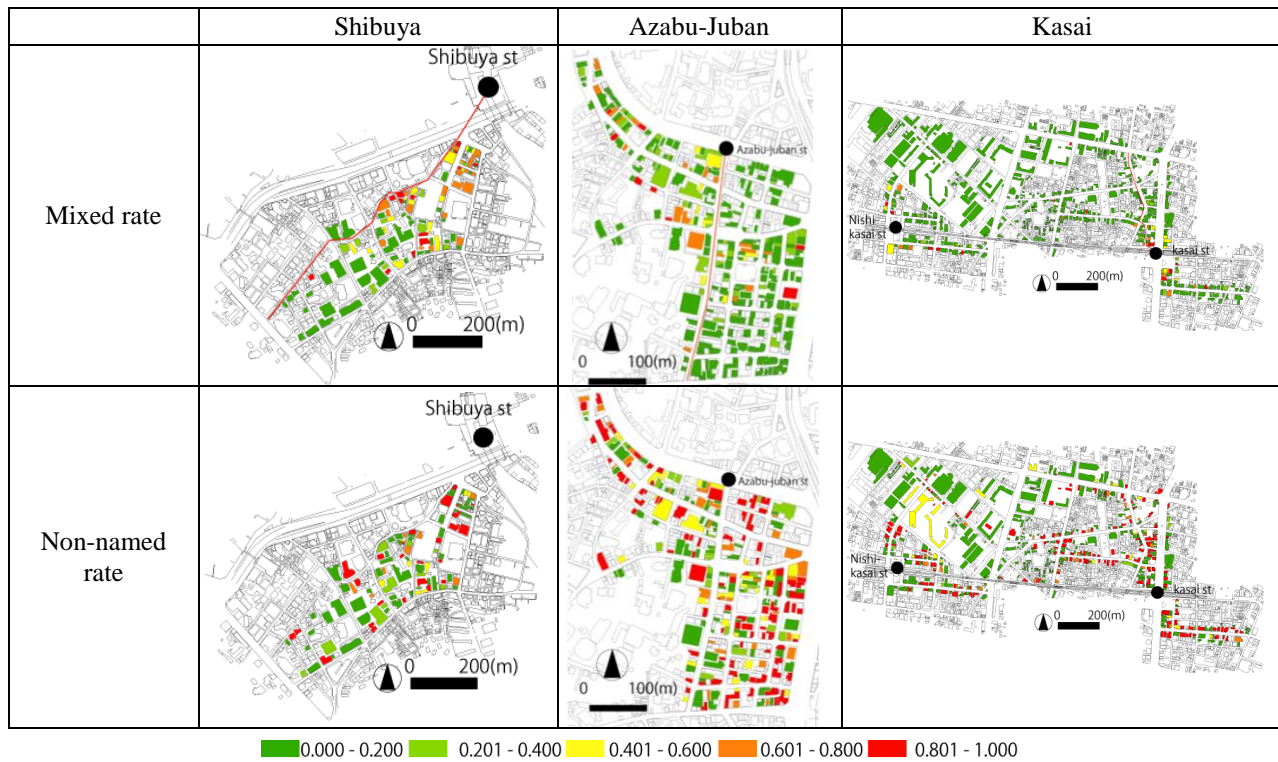 Shibuya
Azabu-Juban
Kasai
Mixed rate
Shibuya st
0 200(m)
Azabu-juban st
0 100(m)
Nishi-
kasai st
kasai st
0 200(m)
Non-named
rate
Shibuya st
0 200(m)
Azabu-juban st
0 100(m)
Nishi-
kasai st
kasai st
0 200(m)
0.000 - 0.200 0.201 - 0.400 0.401 - 0.600 0.601 - 0.800 0.801 - 1.000